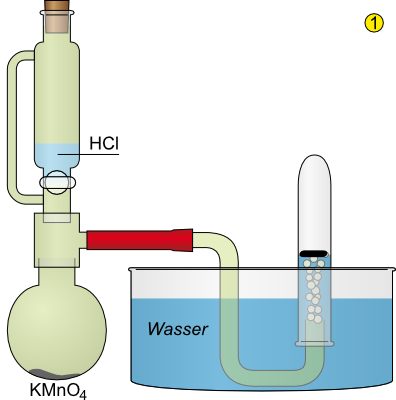 1
HCl
Wasser
KMnO₄